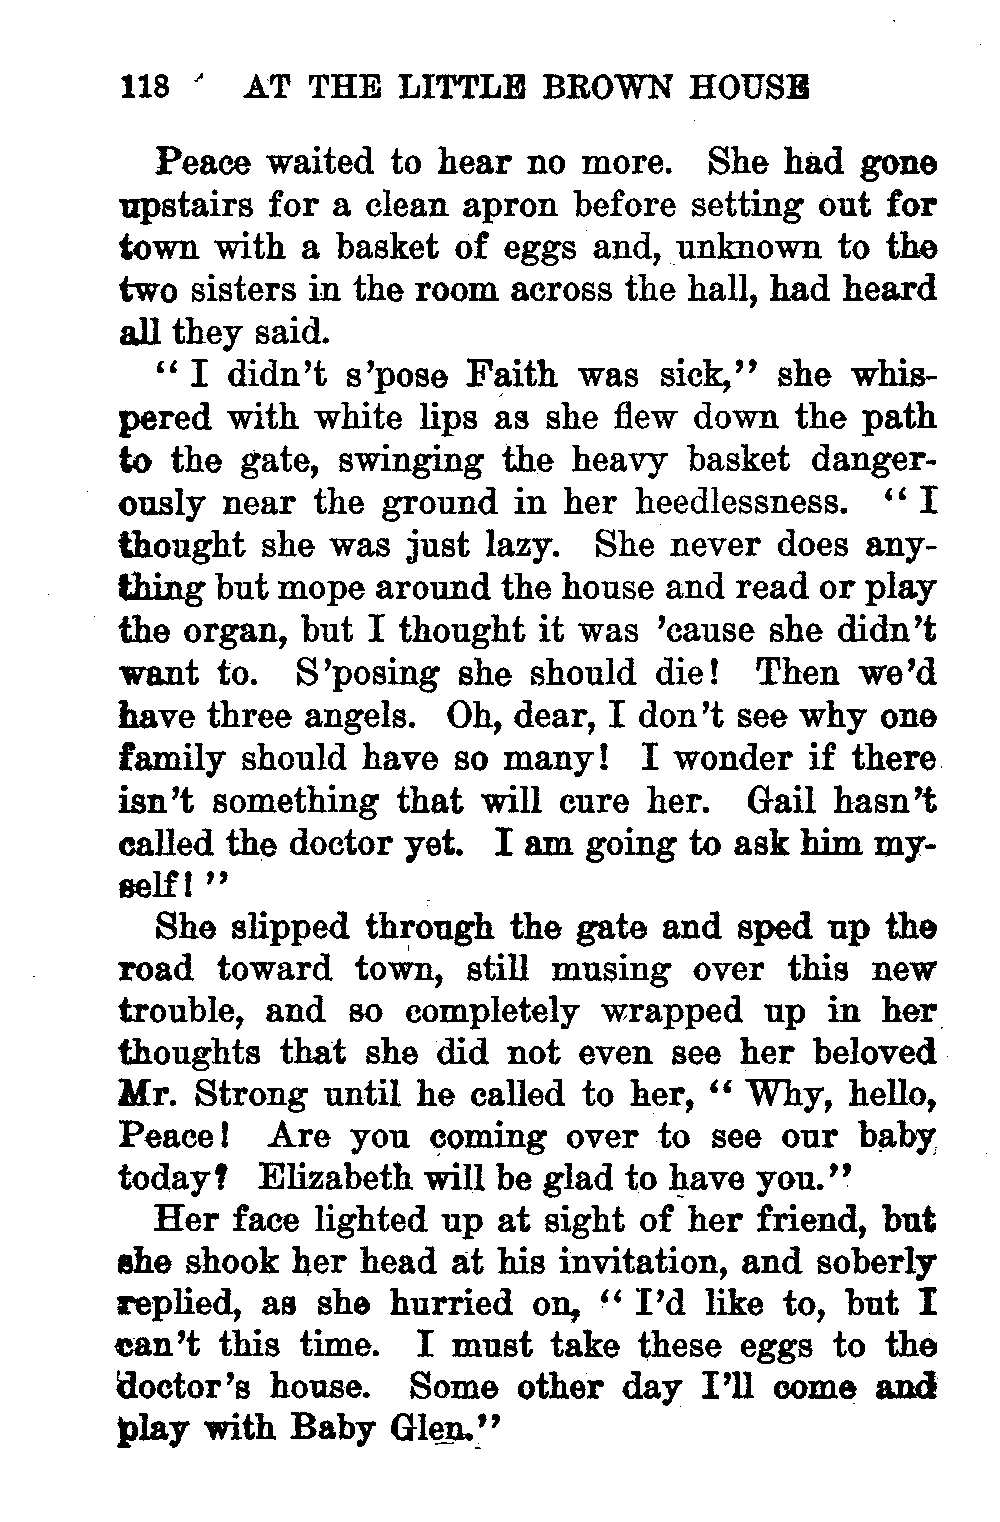 118 AT THE LITTLE BROWN HOUSE
Peace waited to hear no more. She had gone
upstairs for a clean apron before setting out for
town with a basket of eggs and, unknown to the
two sisters in the room across the hall, had heard
all they said.
“ I didn’t s’pose Faith was sick,” she whis-
pered with white lips as she flew down the path
to the gate, swinging the heavy basket danger-
ously near the ground in her heedlessness. “ I
thought she was just lazy. She never does any-
thing but mope around the house and read or play
the organ, but I thought it was ’cause she didn’t
want to. S’posing she should die! Then we’d
have three angels. Oh, dear, I don’t see why one
family should have so many! I wonder if there
isn’t something that will cure her. Gail hasn’t
called the doctor yet. I am going to ask him my-
self! ”
She slipped through the gate and sped up the
road toward town, still musing over this new
trouble, and so completely wrapped up in her
thoughts that she did not even see her beloved
Mr. Strong until he called to her, “ Why, hello,
Peace! Are you coming over to see our baby
today? Elizabeth will be glad to have you.”
Her face lighted up at sight of her friend, but
she shook her head at his invitation, and soberly
replied, as she hurried on, “ I’d like to, but I
can’t this time. I must take these eggs to the
doctor’s house. Some other day I’ll come and
play with Baby Glen.”